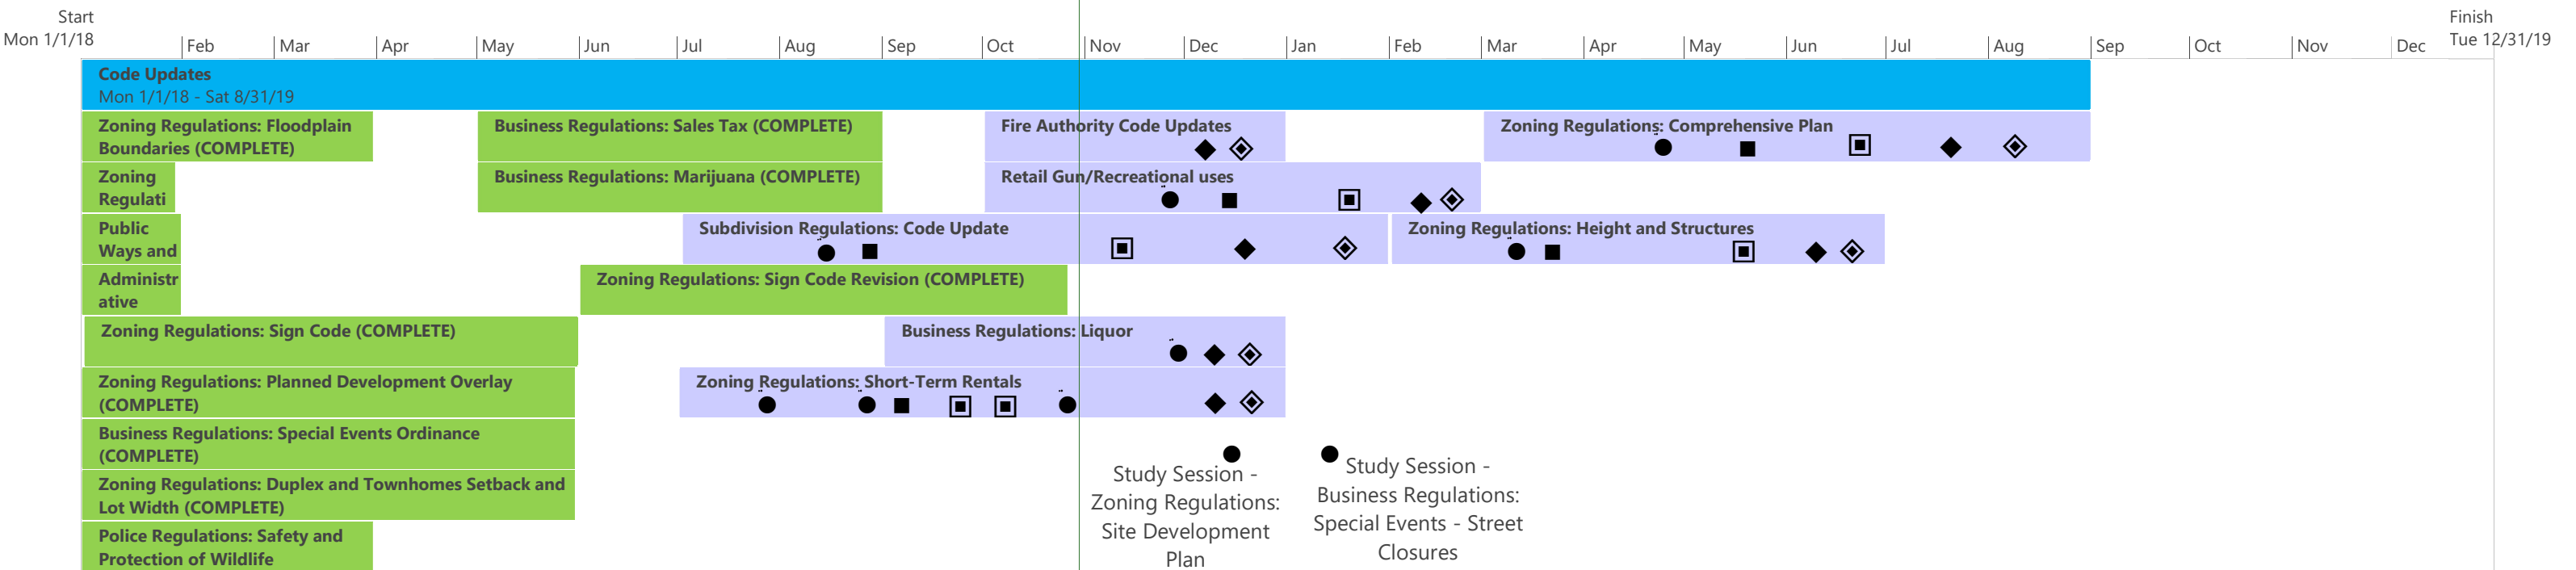 Start
Mon 1/1/18
Finish
Tue 12/31/19
Feb Mar Apr May Jun Jul Aug Sep Oct Nov Dec Jan Feb Mar Apr May Jun Jul Aug Sep Oct Nov Dec
Code Updates
Mon 1/1/18 - Sat 8/31/19
Zoning Regulations: Floodplain
Boundaries (COMPLETE)
Business Regulations: Sales Tax (COMPLETE)
Fire Authority Code Updates
Zoning Regulations: Comprehensive Plan
Zoning
Regulati
Business Regulations: Marijuana (COMPLETE)
Retail Gun/Recreational uses
Public
Ways and
Subdivision Regulations: Code Update
Zoning Regulations: Height and Structures
Administr
ative
Zoning Regulations: Sign Code Revision (COMPLETE)
Zoning Regulations: Sign Code (COMPLETE)
Business Regulations: Liquor
Zoning Regulations: Planned Development Overlay
(COMPLETE)
Zoning Regulations: Short-Term Rentals
Business Regulations: Special Events Ordinance
(COMPLETE)
Zoning Regulations: Duplex and Townhomes Setback and
Lot Width (COMPLETE)
Police Regulations: Safety and
Protection of Wildlife
Study Session -
Zoning Regulations:
Site Development
Plan
Study Session -
Business Regulations:
Special Events - Street
Closures